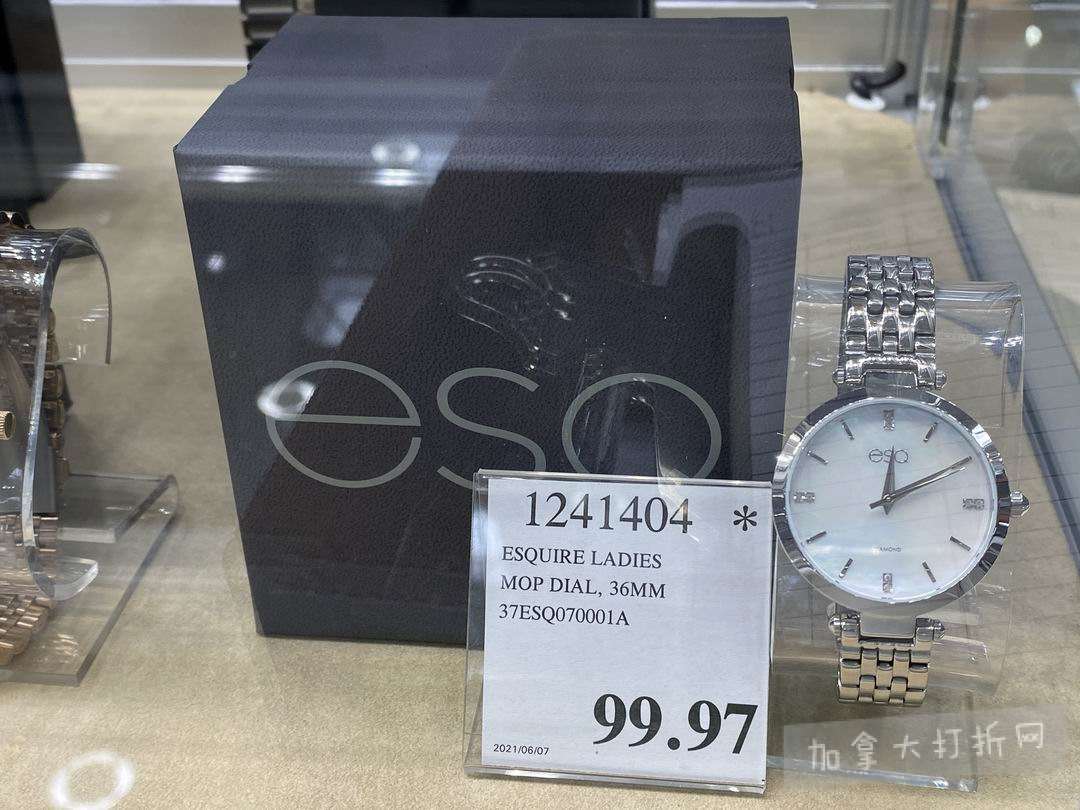 esq
1241404 *
ESQUIRE LADIES
MOP DIAL, 36MM
37ESQ070001A
99.97
2021/06/07
esQ
DIAMOND
加拿大打折网